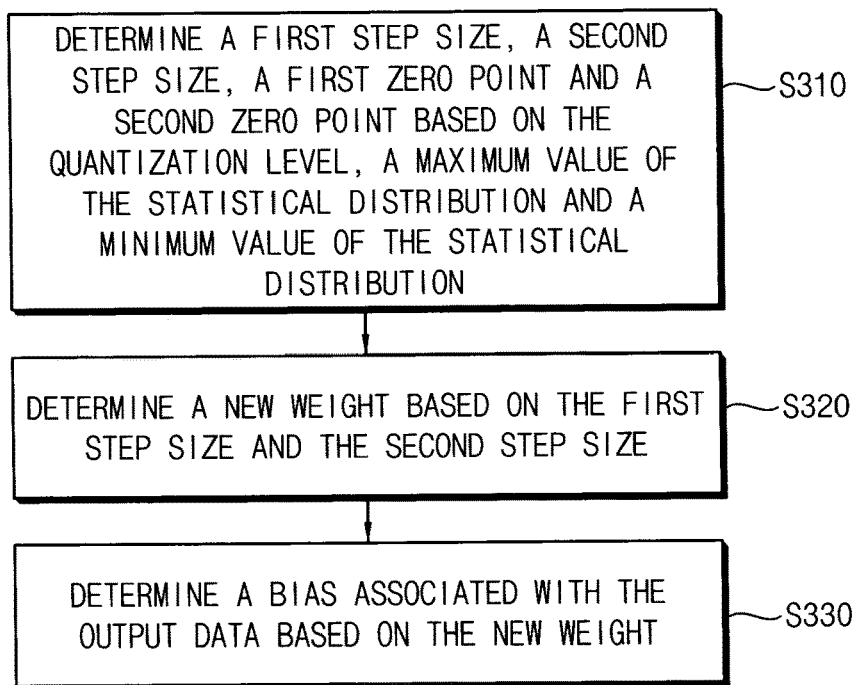 DETERMINE A FIRST STEP SIZE, A SECOND
STEP SIZE, A FIRST ZERO POINT AND A
SECOND ZERO POINT BASED ON THE
QUANTIZATION LEVEL, A MAXIMUM VALUE OF
THE STATISTICAL DISTRIBUTION AND A
MINIMUM VALUE OF THE STATISTICAL
DISTRIBUTION
S310
DETERMINE A NEW WEIGHT BASED ON THE FIRST
STEP SIZE AND THE SECOND STEP SIZE
S320
DETERMINE A BIAS ASSOCIATED WITH THE
OUTPUT DATA BASED ON THE NEW WEIGHT
S330